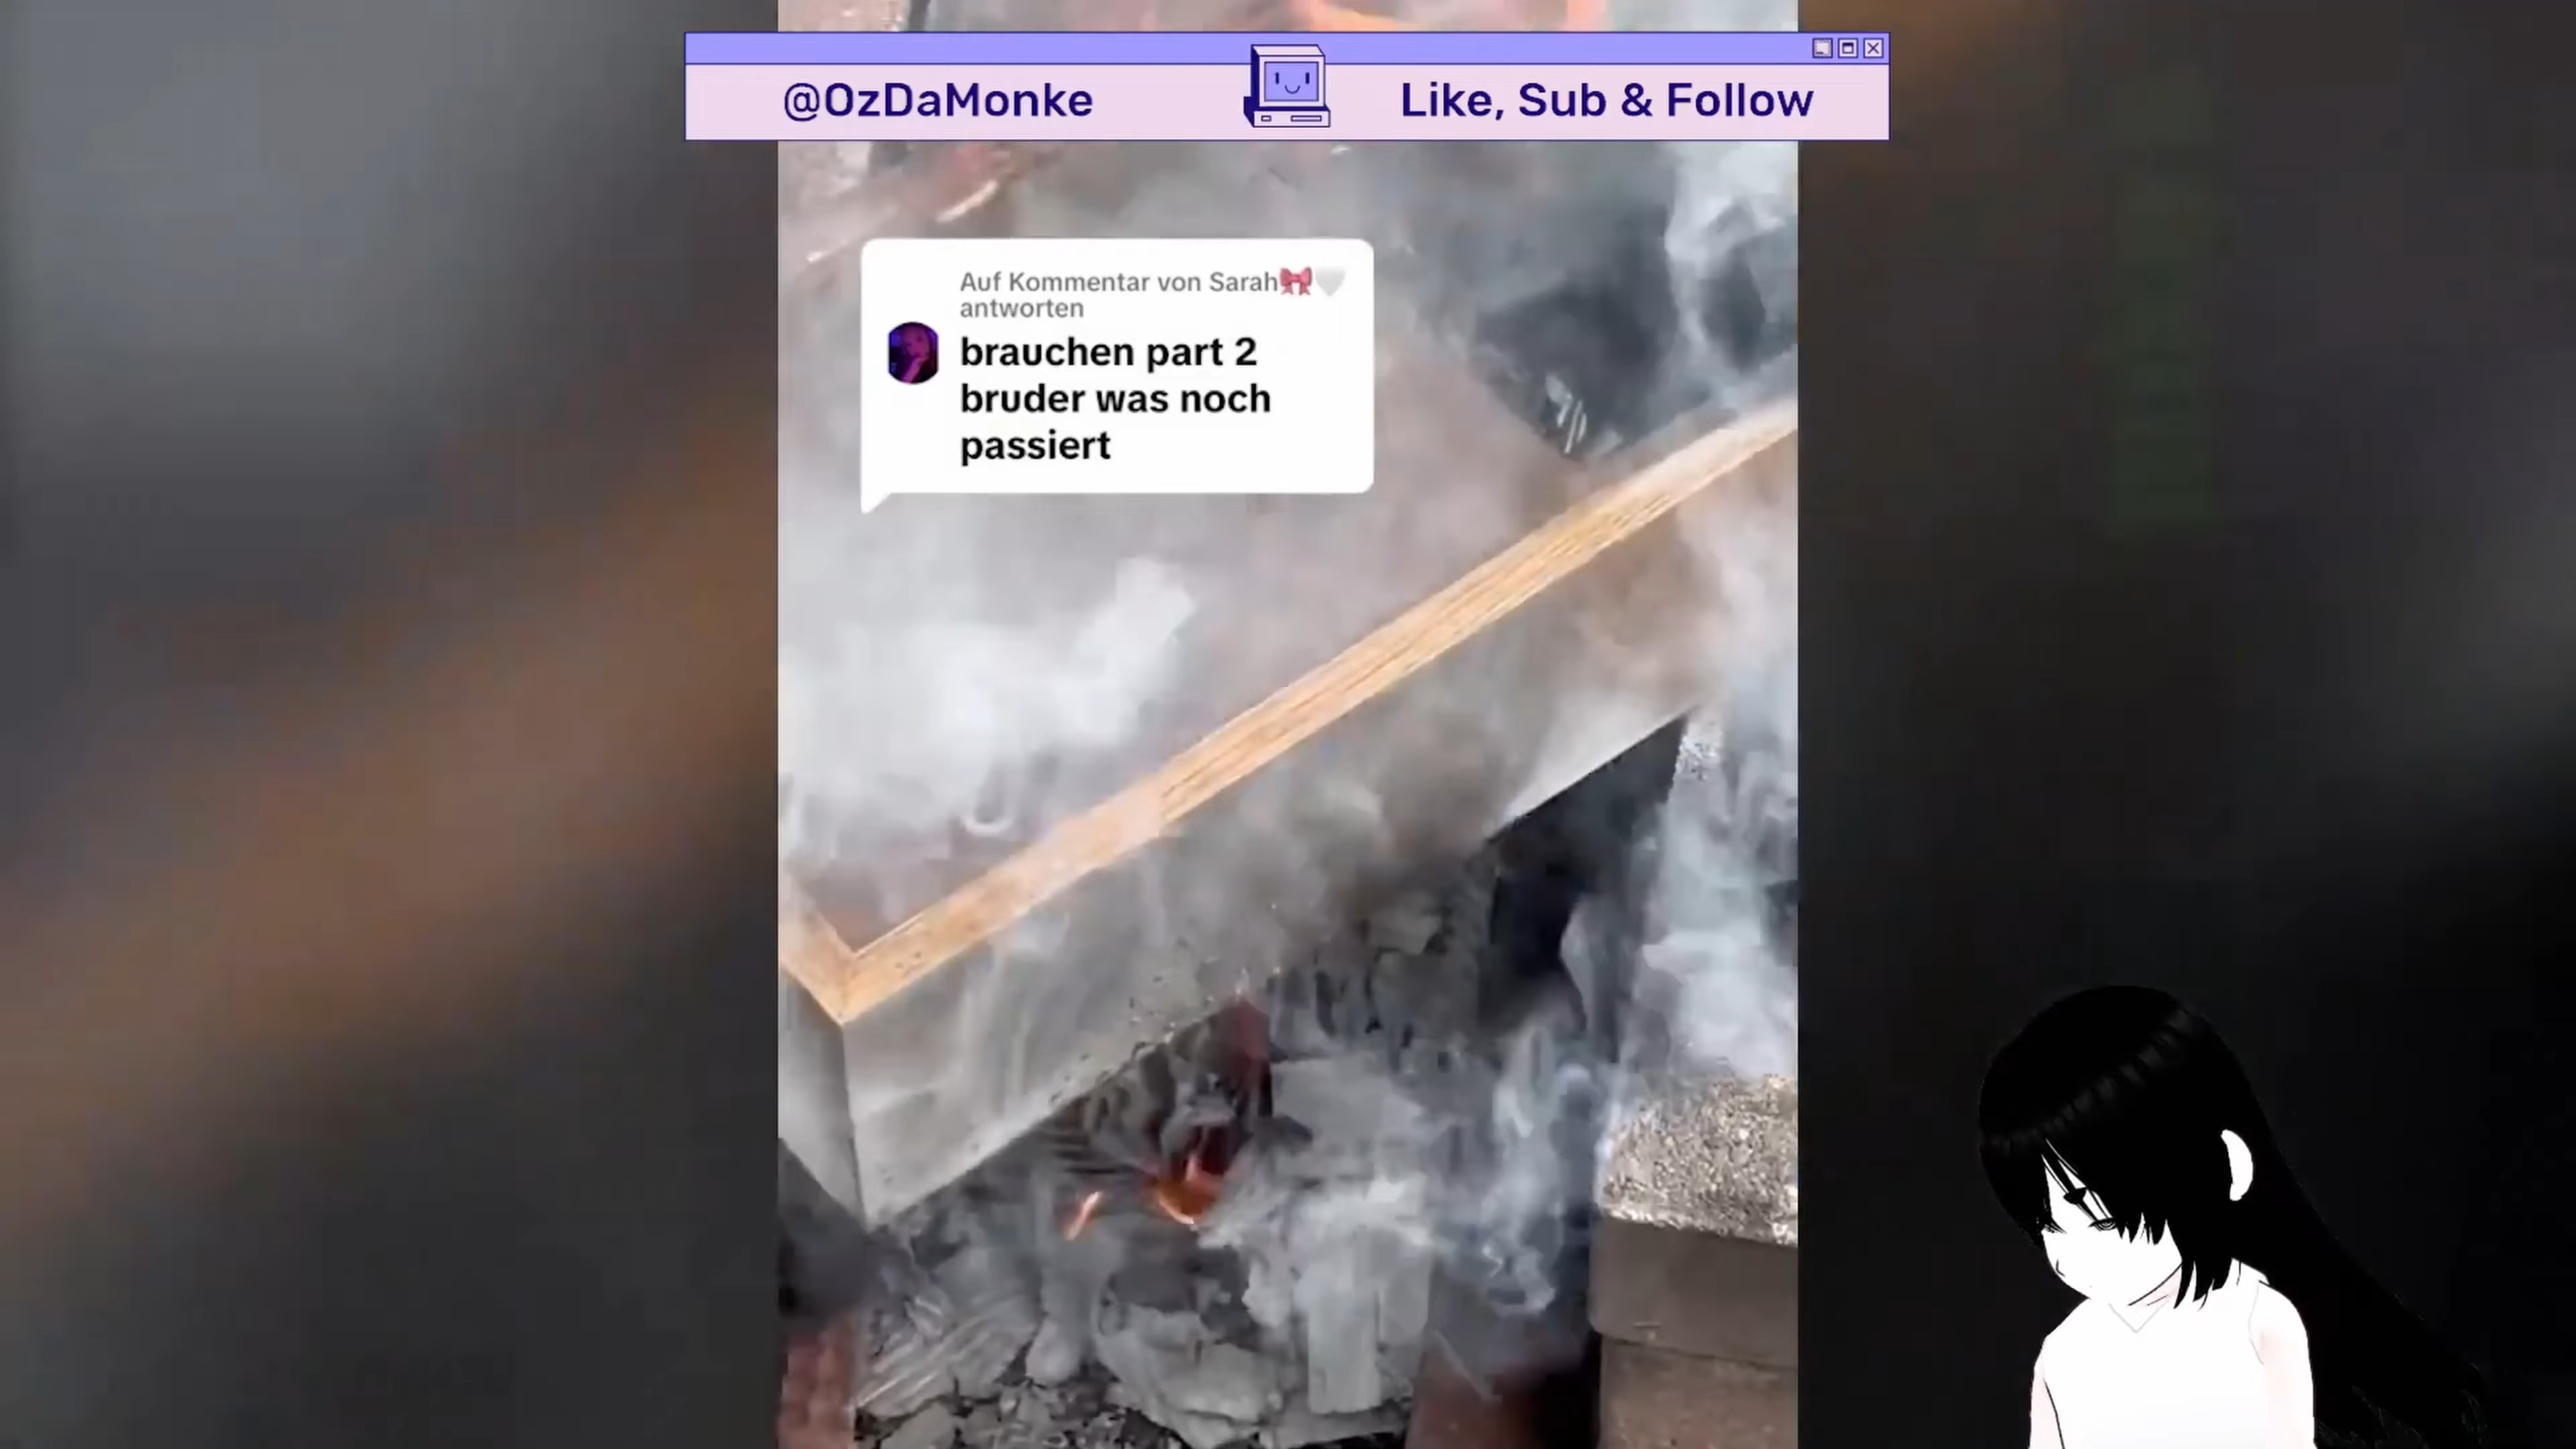 @OzDaMonke
Like, Sub & Follow
Auf Kommentar von Sarah🎀🤍
antworten
brauchen part 2
bruder was noch
passiert